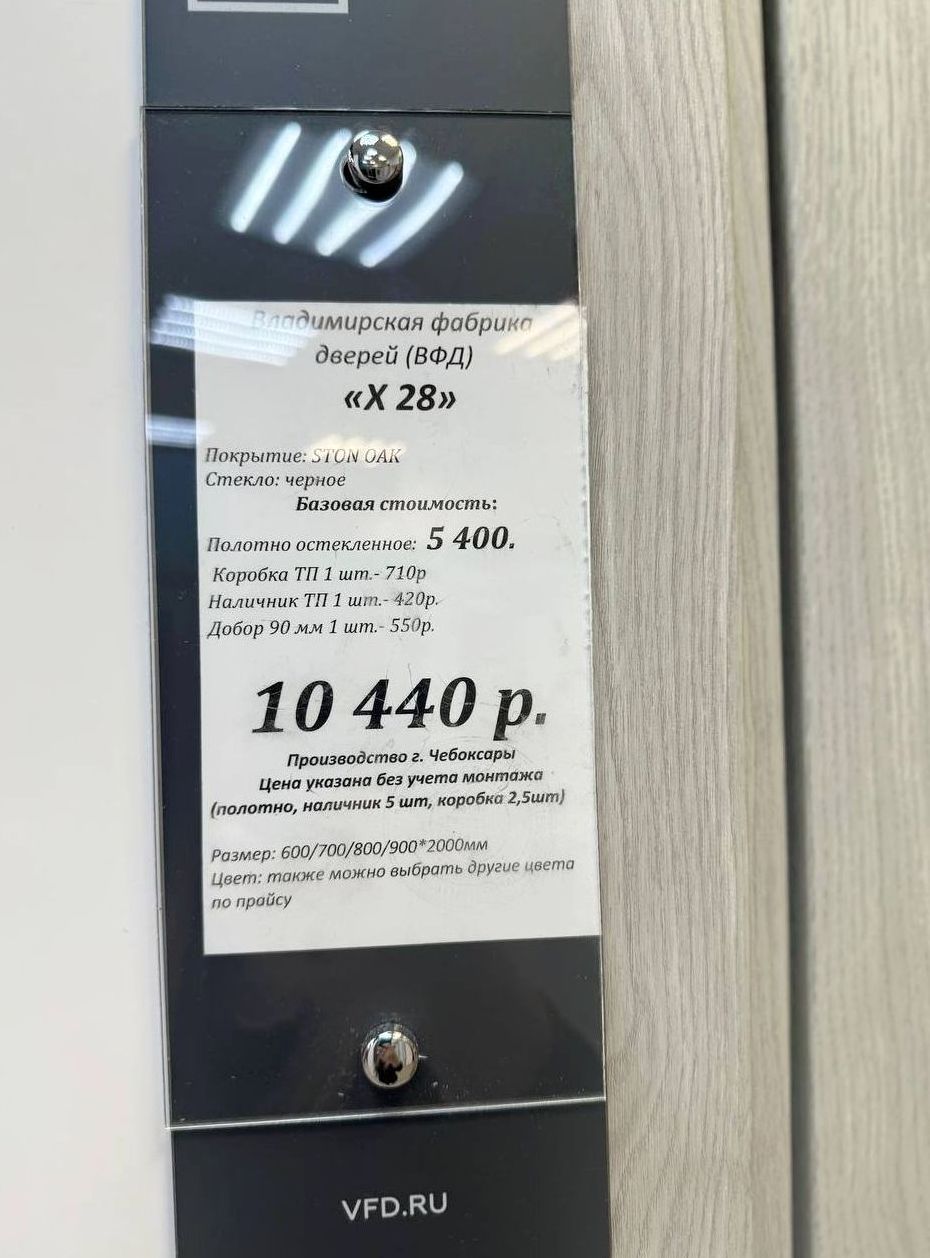 Владимирская фабрика
дверей (ВФД)
«X 28»
Покрытие: STON OAK
Стекло: черное
Базовая стоимость:
Полотно остекленное: 5 400.
Коробка ТП 1 шт.- 710р
Наличник ТП 1 шт.- 420р.
Добор 90 мм 1 шт.- 550р.
10 440 р.
Производство г. Чебоксары
Цена указана без учета монтажа
(полотно, наличник 5 шт, коробка 2,5шт)
Размер: 600/700/800/900*2000мм
Цвет: также можно выбрать другие цвета
по прайсу
VFD.RU